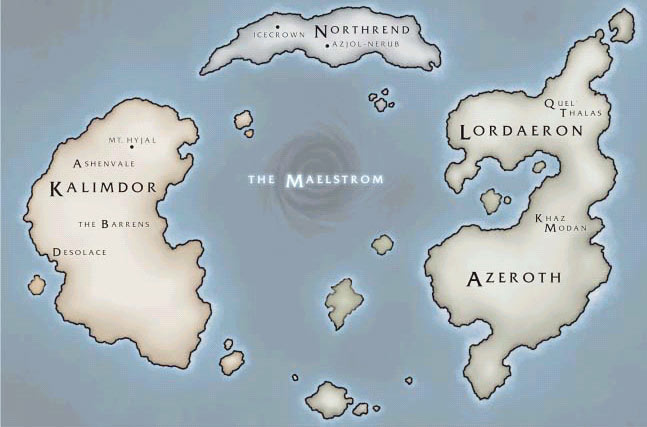 Northrend
Icecrown
Azjol-Nerub
Quel'
Thalas
Lordaeron
Mt. Hyjal
Ashenvale
Kalimdor
The Maelstrom
The Barrens
Khaz
Modan
Desolace
Azeroth